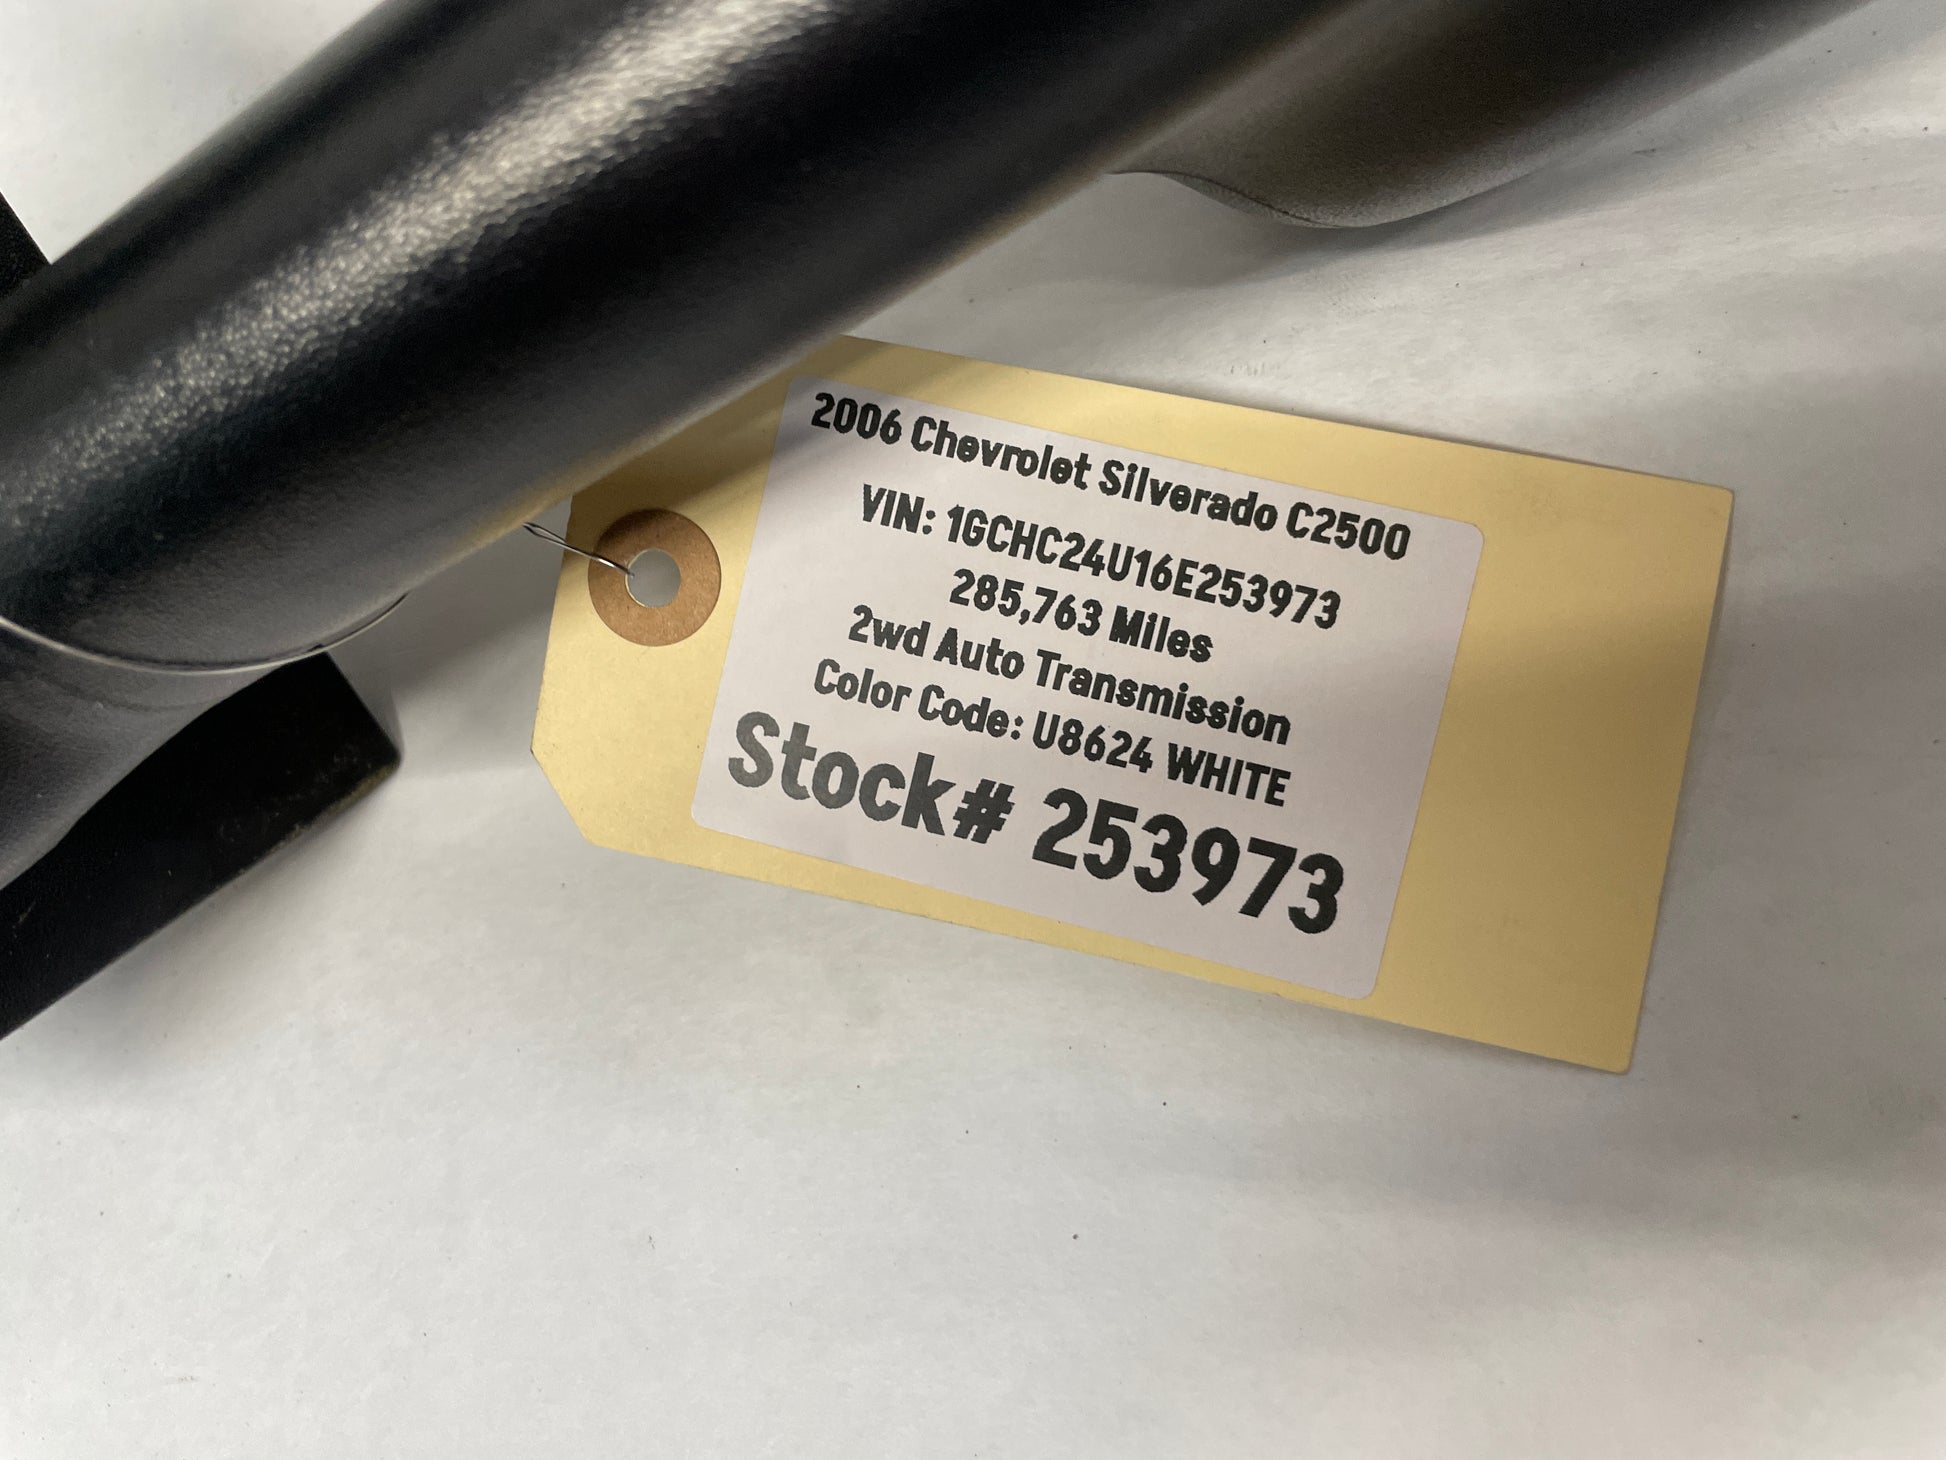 2006 Chevrolet Silverado C2500
VIN: 1GCHC24U16E253973
285,763 Miles
2wd Auto Transmission
Color Code: U8624 WHITE
Stock# 253973